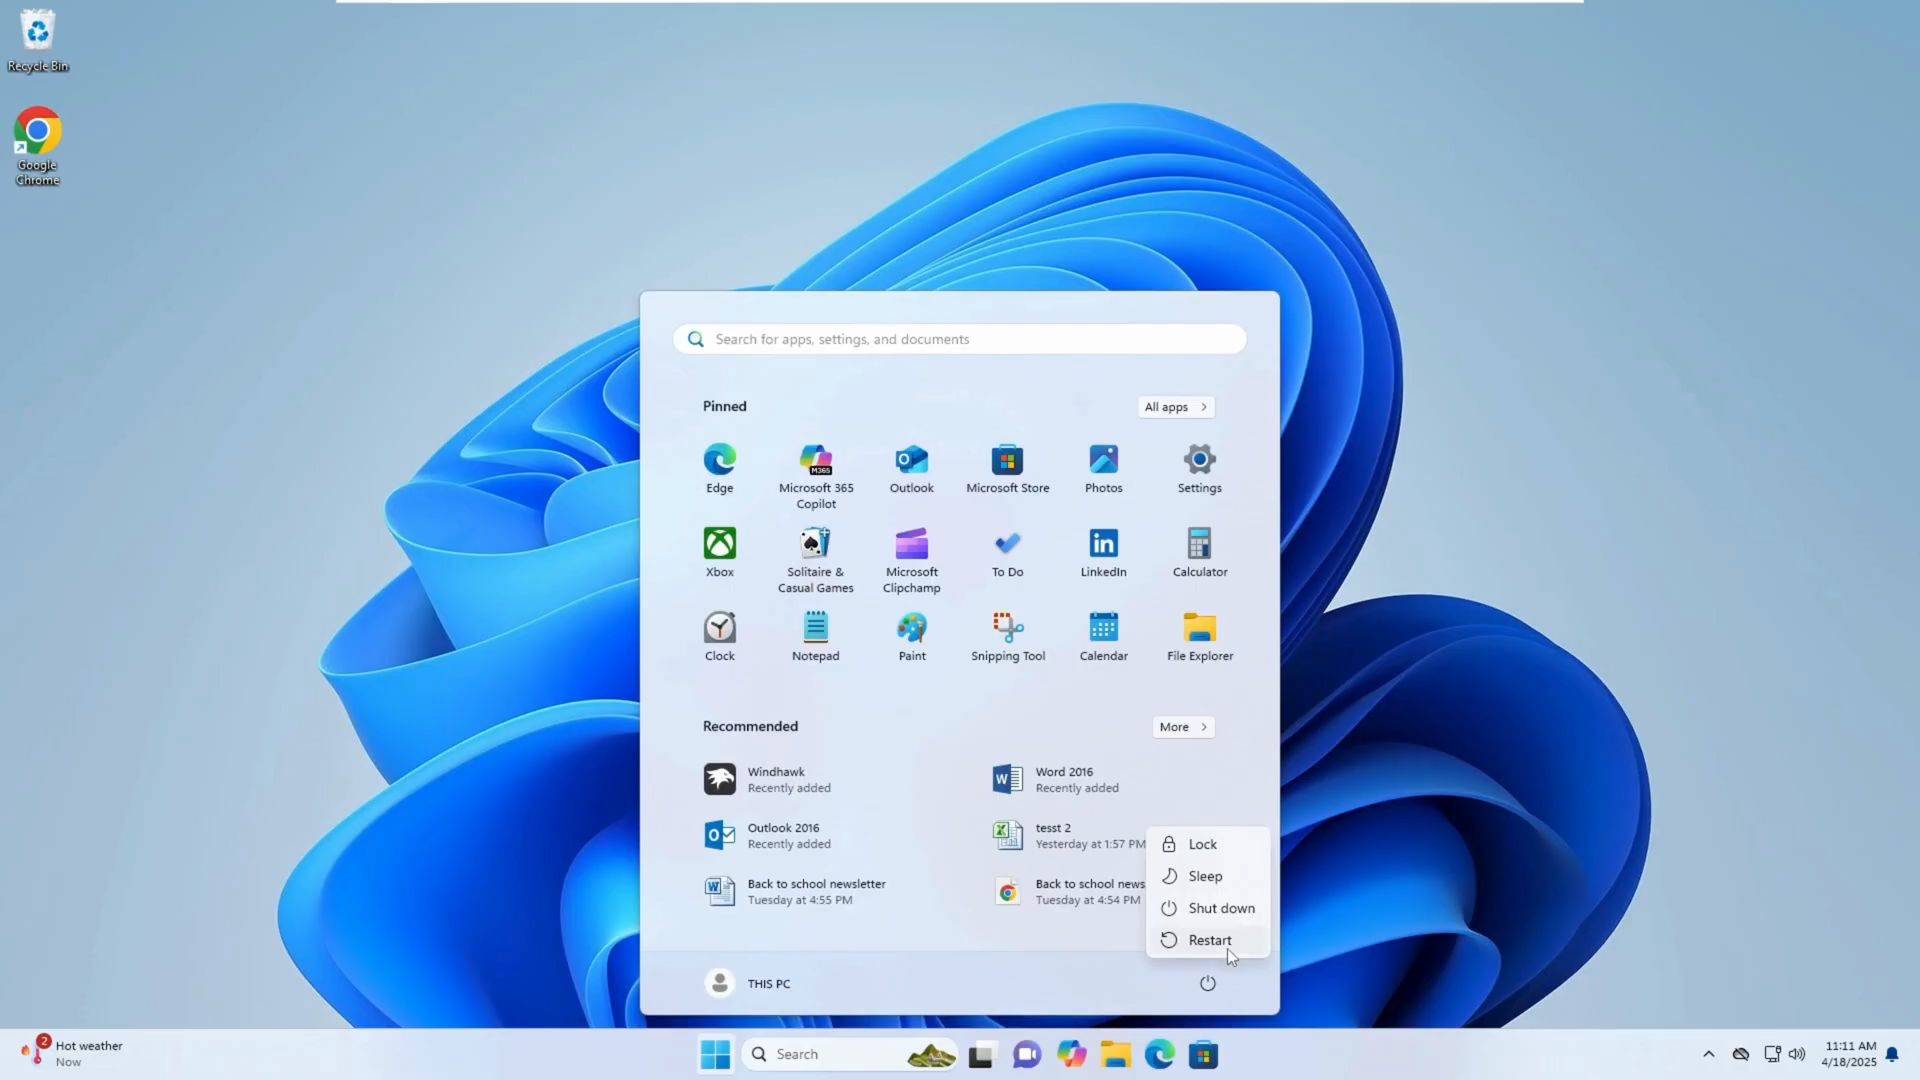 Recycle Bin
Google
Chrome
Search for apps, settings, and documents
Pinned
All apps
Edge
Microsoft 365
Copilot
M365
Outlook
Microsoft Store
Photos
Settings
Xbox
Solitaire &
Casual Games
Microsoft
Clipchamp
To Do
LinkedIn
Calculator
Clock
Notepad
Paint
Snipping Tool
Calendar
File Explorer
Recommended
More
Windhawk
Recently added
Word 2016
Recently added
Outlook 2016
Recently added
tesst 2
Yesterday at 1:57 PM
Back to school newsletter
Tuesday at 4:55 PM
Back to school news
Tuesday at 4:54 PM
Lock
Sleep
Shut down
Restart
THIS PC
2
Hot weather
Now
Search
11:11 AM
4/18/2025